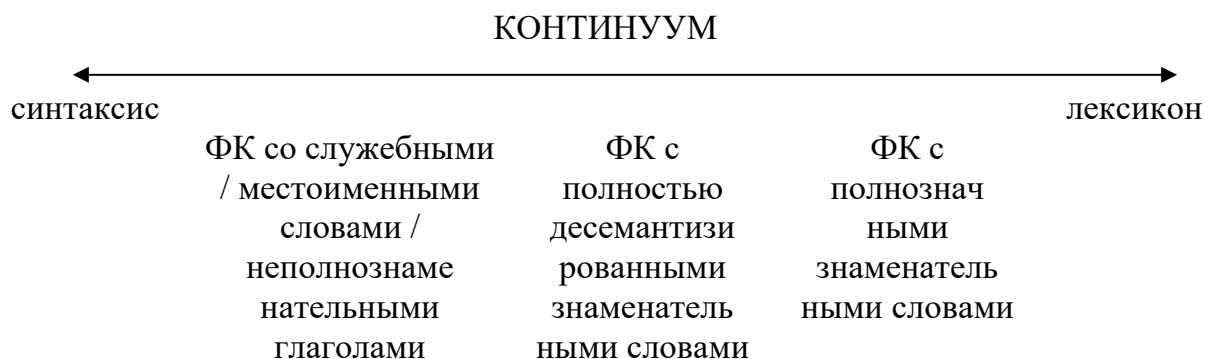 КОНТИНУУМ
синтаксис
лексикон
ФК со служебными
/ местоименными
словами /
неполнознаме
нательными
глаголами
ФК с
полностью
десемантизи
рованными
знаменатель
ными словами
ФК с
полнознач
ными
знаменатель
ными словами